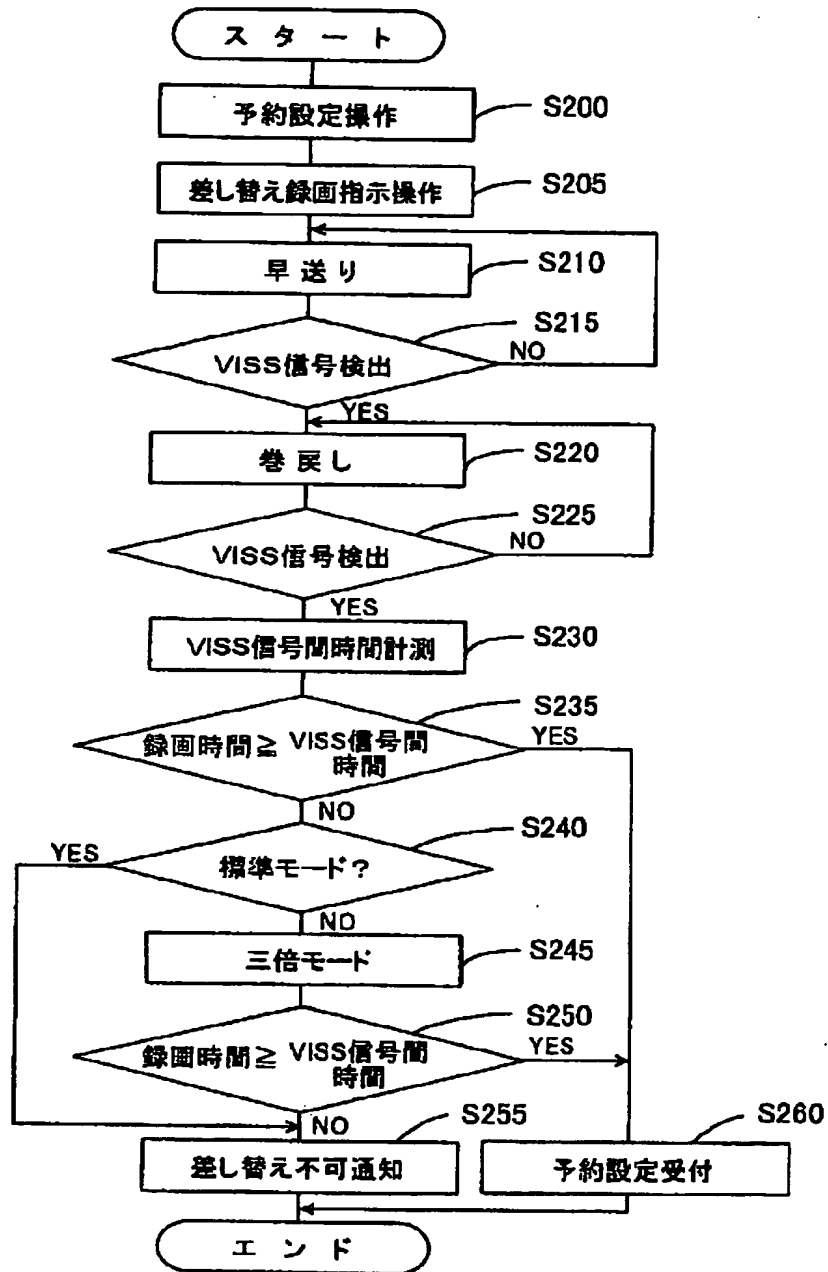 スタート
予約設定操作
S200
差し替え録画指示操作
S205
早送り
S210
VISS信号検出
S215
NO
YES
巻戻し
S220
VISS信号検出
S225
NO
YES
VISS信号間時間計測
S230
録画時間≧ VISS信号間
時間
S235
YES
NO
標準モード?
S240
YES
NO
三倍モード
S245
録画時間≧ VISS信号間
時間
S250
YES
NO
差し替え不可通知
S255
予約設定受付
S260
エンド